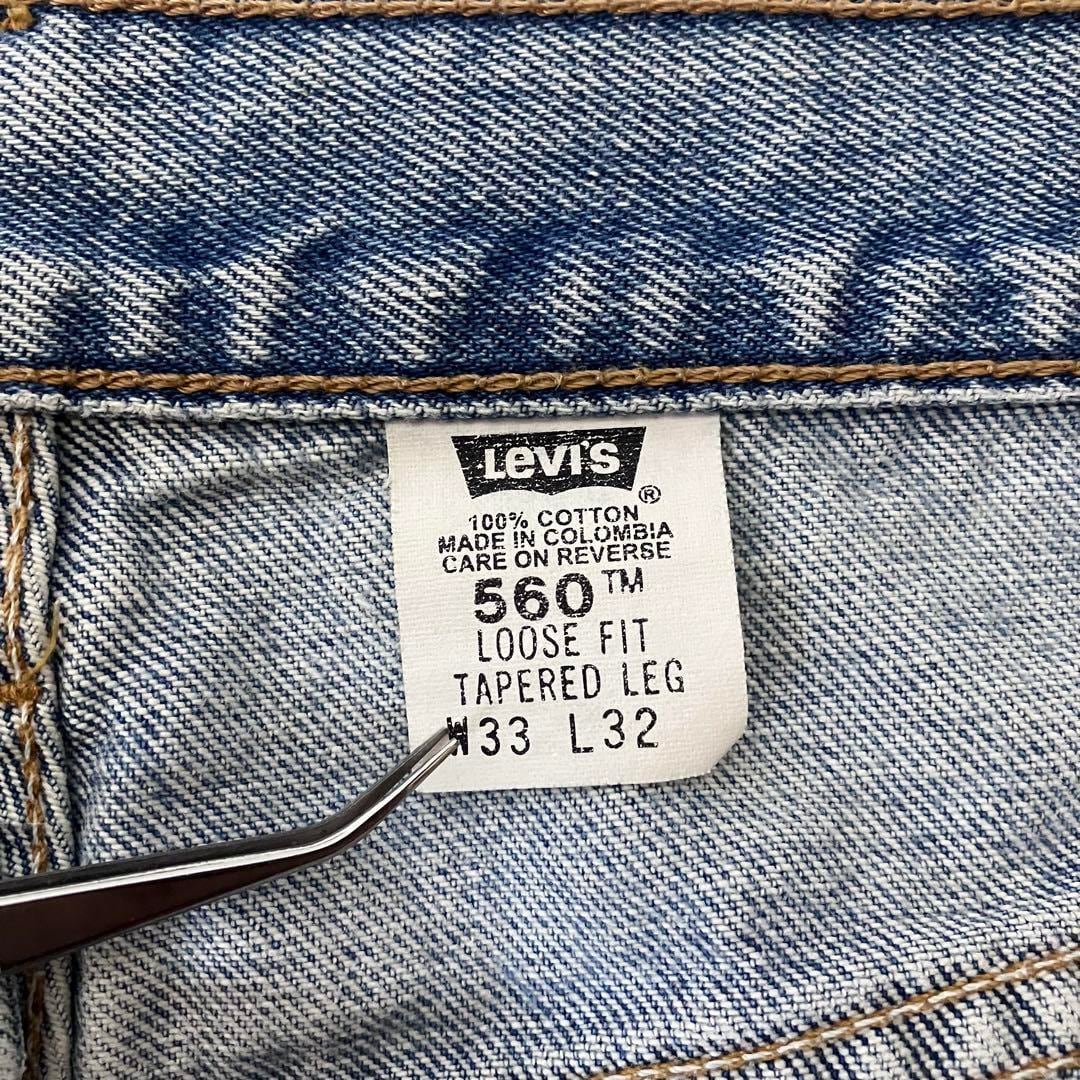 Levi's
®
100% COTTON
MADE IN COLOMBIA
CARE ON REVERSE
560™
LOOSE FIT
TAPERED LEG
W33 L32